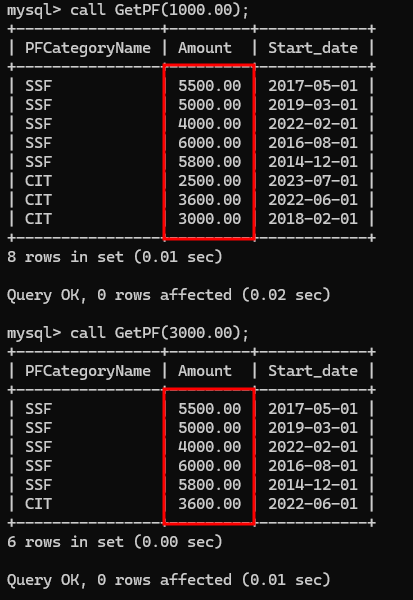 mysql> call GetPF(1000.00);
+----------------+---------+------------+
| PFCategoryName | Amount  | Start_date |
+----------------+---------+------------+
| SSF            | 5500.00 | 2017-05-01 |
| SSF            | 5000.00 | 2019-03-01 |
| SSF            | 4000.00 | 2022-02-01 |
| SSF            | 6000.00 | 2016-08-01 |
| SSF            | 5800.00 | 2014-12-01 |
| CIT            | 2500.00 | 2023-07-01 |
| CIT            | 3600.00 | 2022-06-01 |
| CIT            | 3000.00 | 2018-02-01 |
+----------------+---------+------------+
8 rows in set (0.01 sec)
Query OK, 0 rows affected (0.02 sec)
mysql> call GetPF(3000.00);
+----------------+---------+------------+
| PFCategoryName | Amount  | Start_date |
+----------------+---------+------------+
| SSF            | 5500.00 | 2017-05-01 |
| SSF            | 5000.00 | 2019-03-01 |
| SSF            | 4000.00 | 2022-02-01 |
| SSF            | 6000.00 | 2016-08-01 |
| SSF            | 5800.00 | 2014-12-01 |
| CIT            | 3600.00 | 2022-06-01 |
+----------------+---------+------------+
6 rows in set (0.00 sec)
Query OK, 0 rows affected (0.01 sec)